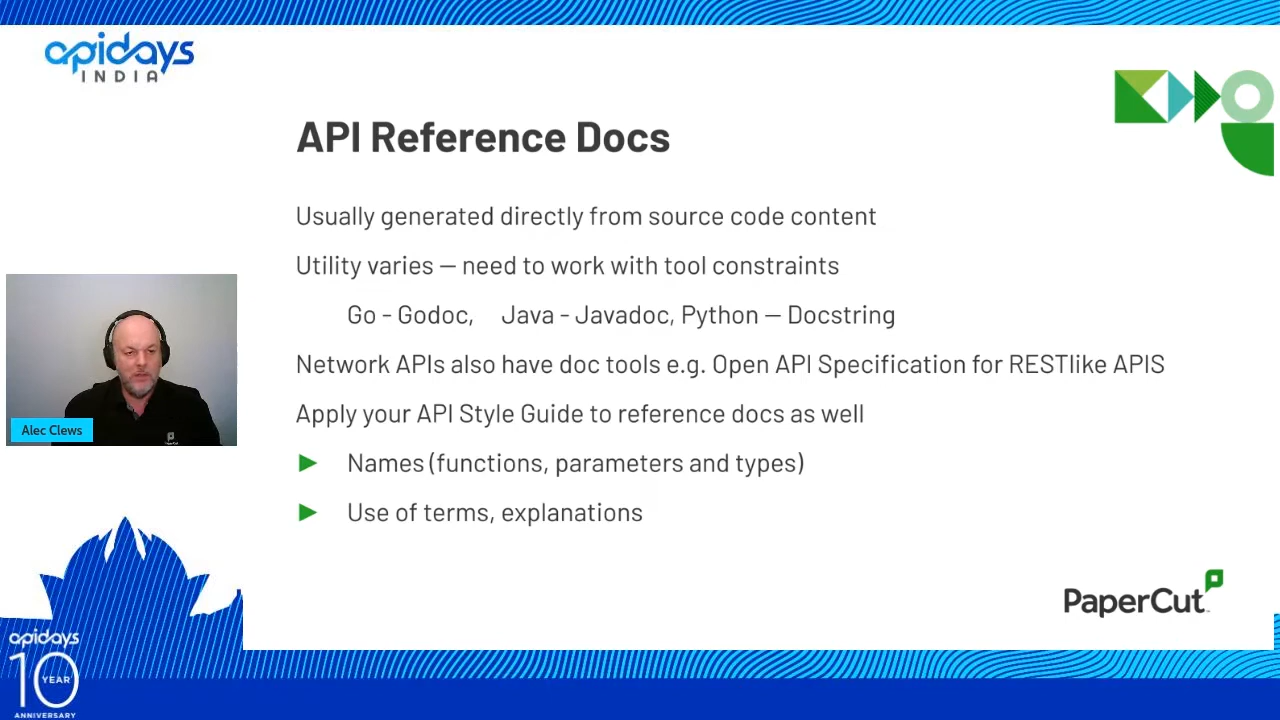 apidays
INDIA
API Reference Docs
Usually generated directly from source code content
Utility varies — need to work with tool constraints
Go - Godoc, Java - Javadoc, Python — Docstring
Network APIs also have doc tools e.g. Open API Specification for RESTlike APIS
Apply your API Style Guide to reference docs as well
► Names (functions, parameters and types)
► Use of terms, explanations
Alec Clews
PaperCut
PaperCut™
apidays
10
YEAR
ANNIVERSARY